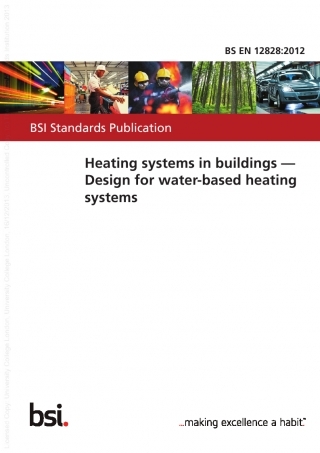 BS EN 12828:2012
BSI Standards Publication
Heating systems in buildings —
Design for water-based heating
systems
bsi.
...making excellence a habit.™